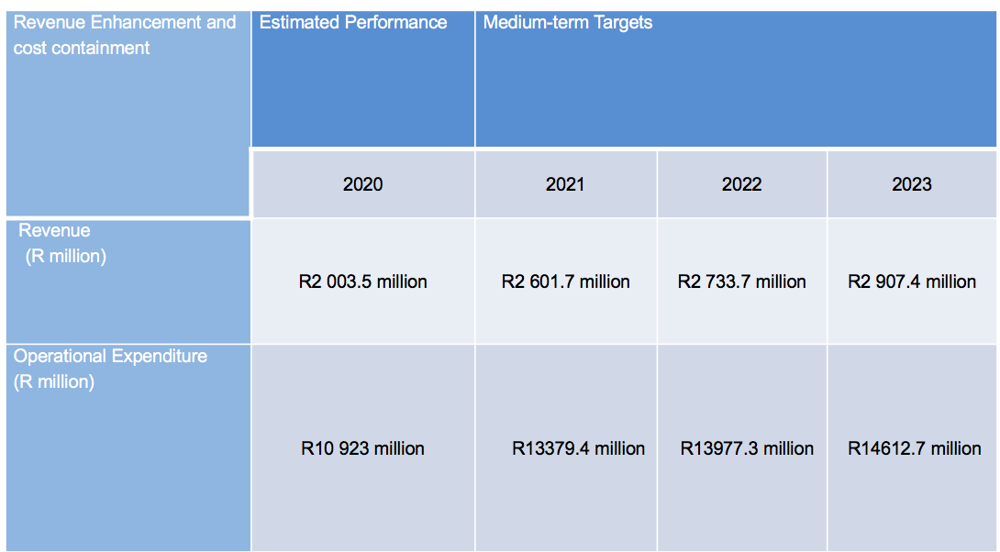 Revenue Enhancement and
cost containment
Estimated Performance
Medium-term Targets
2020
2021
2022
2023
Revenue
(R million)
R2 003.5 million
R2 601.7 million
R2 733.7 million
R2 907.4 million
Operational Expenditure
(R million)
R10 923 million
R13379.4 million
R13977.3 million
R14612.7 million